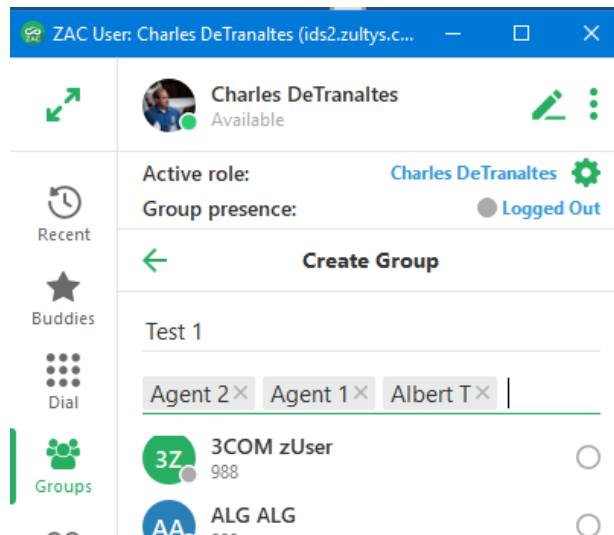 ZAC User: Charles DeTranaltes (ids2.zultys.c...
ZAC
Charles DeTranaltes
Available
Active role: Charles DeTranaltes
Group presence: Logged Out
Recent
Create Group
Buddies
Test 1
Dial
Agent 2 Agent 1 Albert T
3Z
3COM zUser
988
Groups
AA
ALG ALG